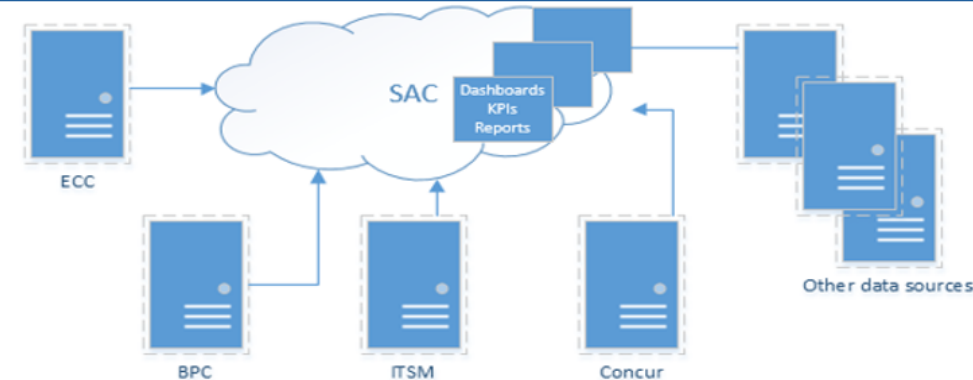 SAC
Dashboards
KPIs
Reports
ECC
Other data sources
BPC
ITSM
Concur